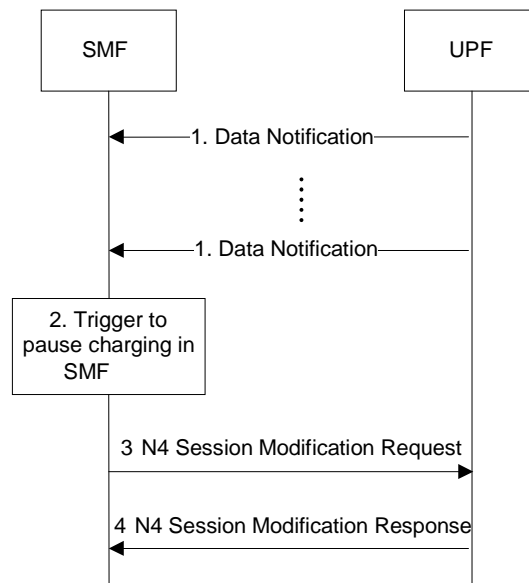 SMF
UPF
1. Data Notification
1. Data Notification
2. Trigger to
pause charging in
SMF
3 N4 Session Modification Request
4 N4 Session Modification Response